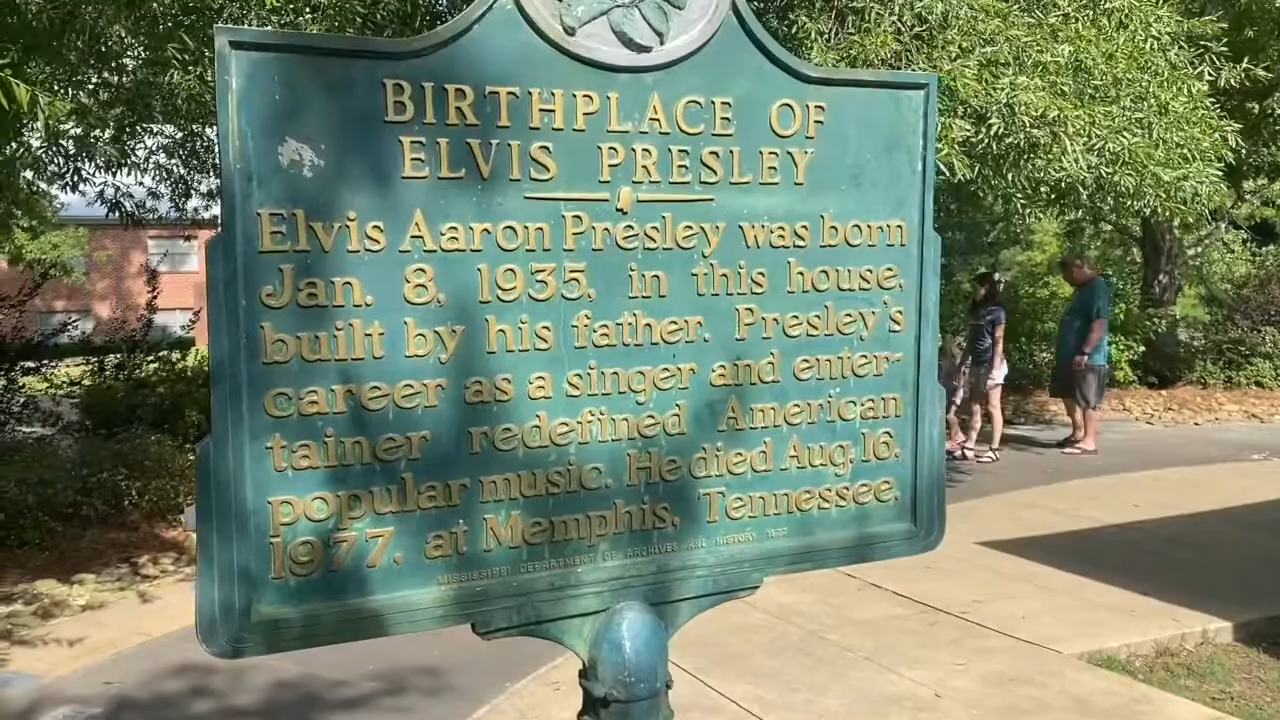 BIRTHPLACE OF
ELVIS PRESLEY
Elvis Aaron Presley was born
Jan. 8, 1935, in this house,
built by his father. Presley's
career as a singer and enter-
tainer redefined American
popular music. He died Aug. 16,
1977, at Memphis, Tennessee.
MISSISSIPPI DEPARTMENT OF ARCHIVES AND HISTORY 1977